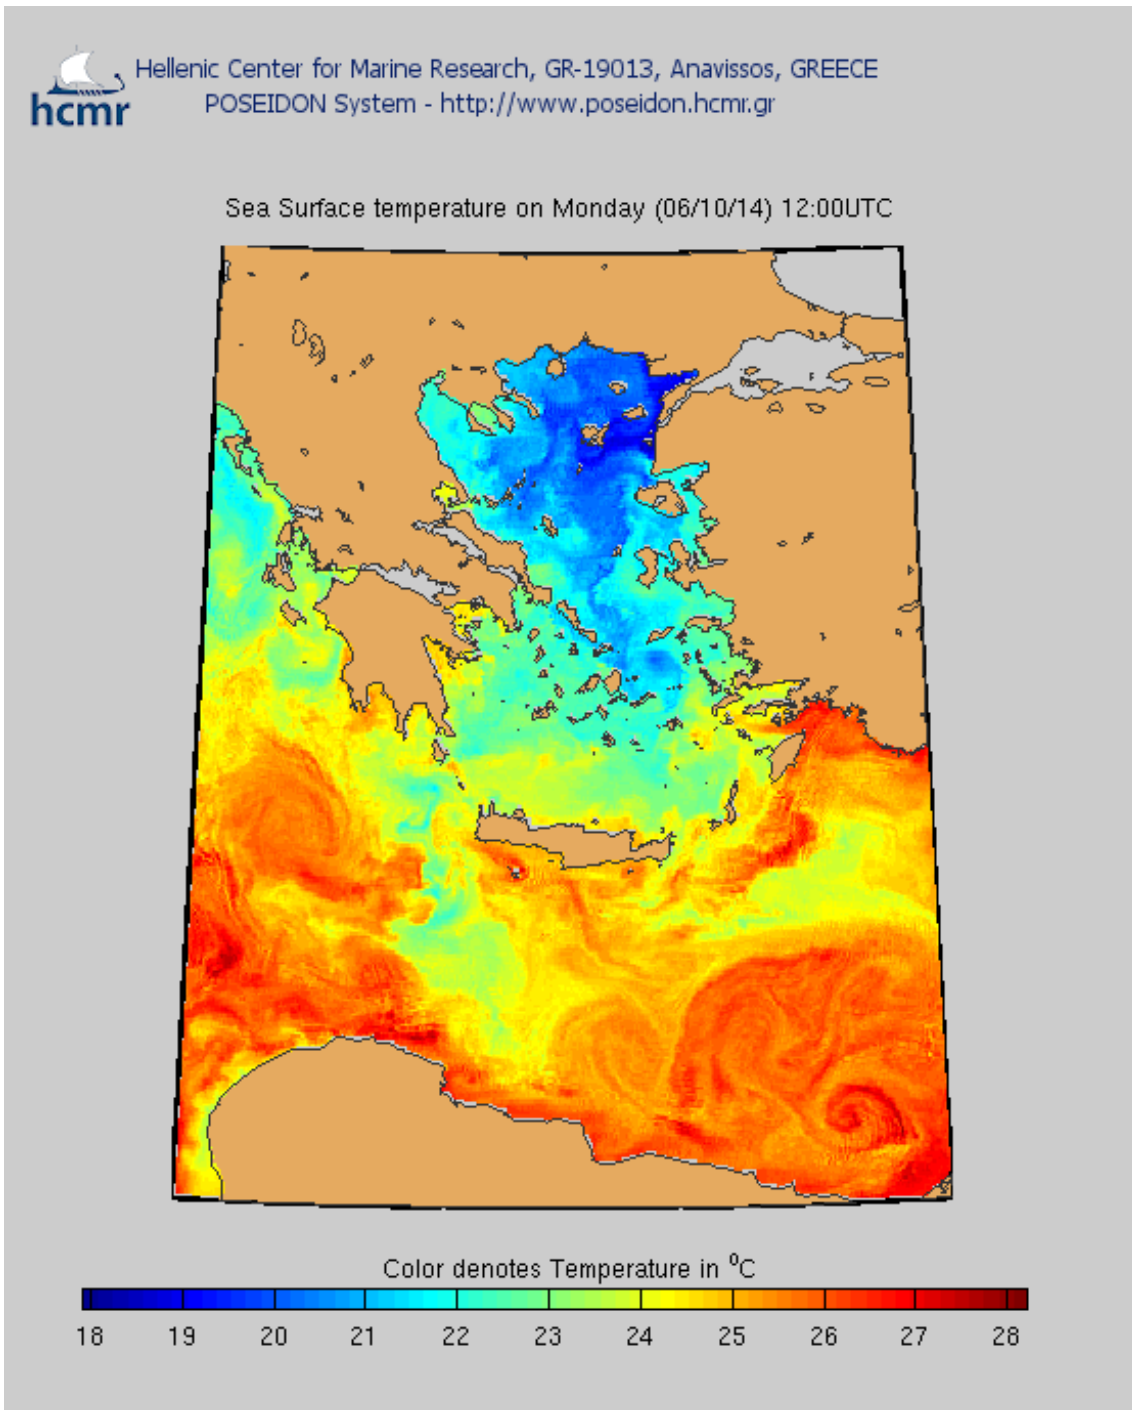 Hellenic Center for Marine Research, GR-19013, Anavissos, GREECE
hcmr
POSEIDON System - http://www.poseidon.hcmr.gr
Sea Surface temperature on Monday (06/10/14) 12:00UTC
Color denotes Temperature in ⁰C
18 19 20 21 22 23 24 25 26 27 28